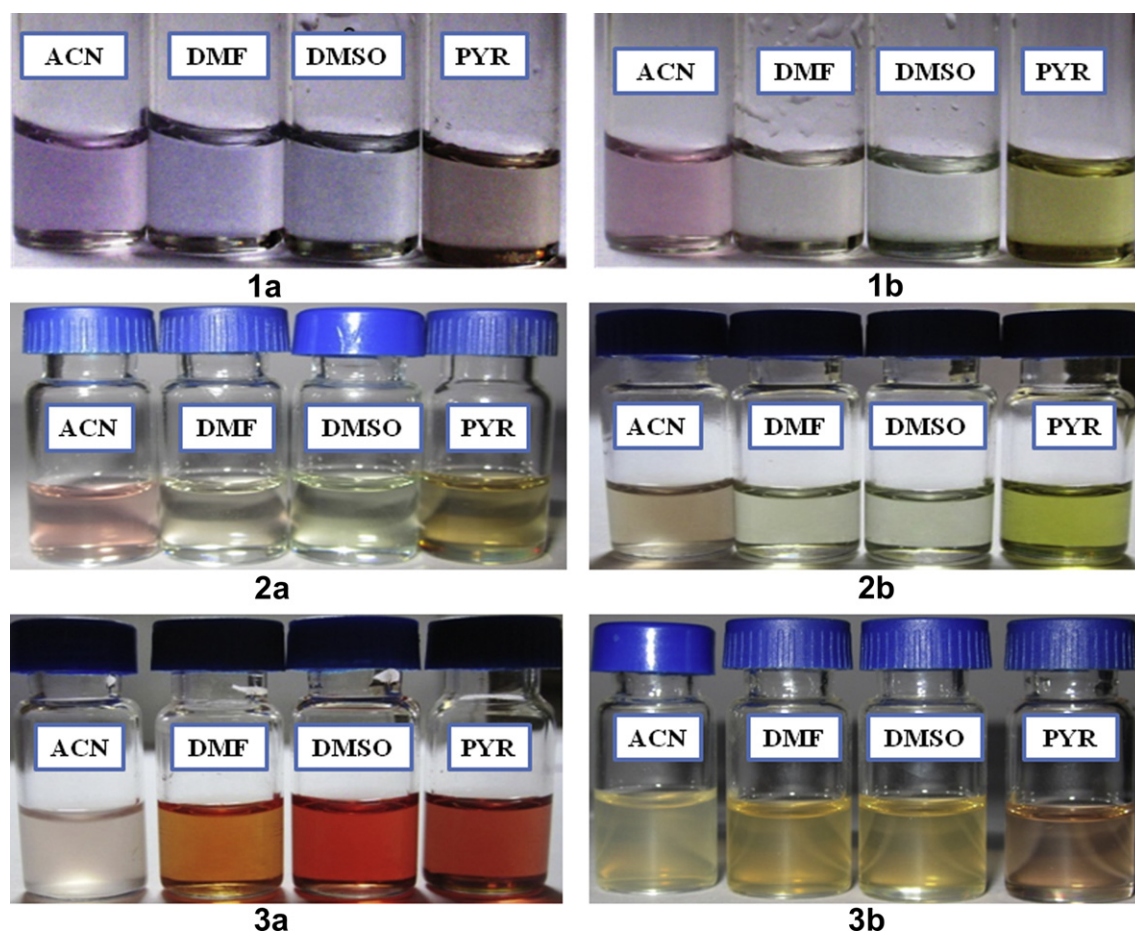 ACN DMF DMSO PYR
ACN DMF DMSO PYR
1a
1b
ACN DMF DMSO PYR
ACN DMF DMSO PYR
2a
2b
ACN DMF DMSO PYR
ACN DMF DMSO PYR
3a
3b